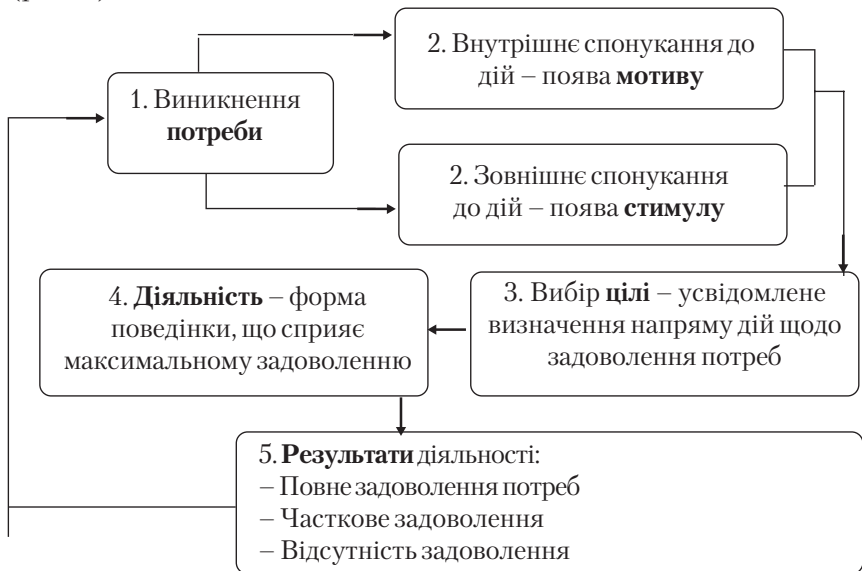 2. Внутрішнє спонукання до
дій – поява мотиву
1. Виникнення
потреби
2. Зовнішнє спонукання
до дій – поява стимулу
4. Діяльність – форма
поведінки, що сприяє
максимальному задоволенню
3. Вибір цілі – усвідомлене
визначення напряму дій щодо
задоволення потреб
5. Результати діяльності:
– Повне задоволення потреб
– Часткове задоволення
– Відсутність задоволення